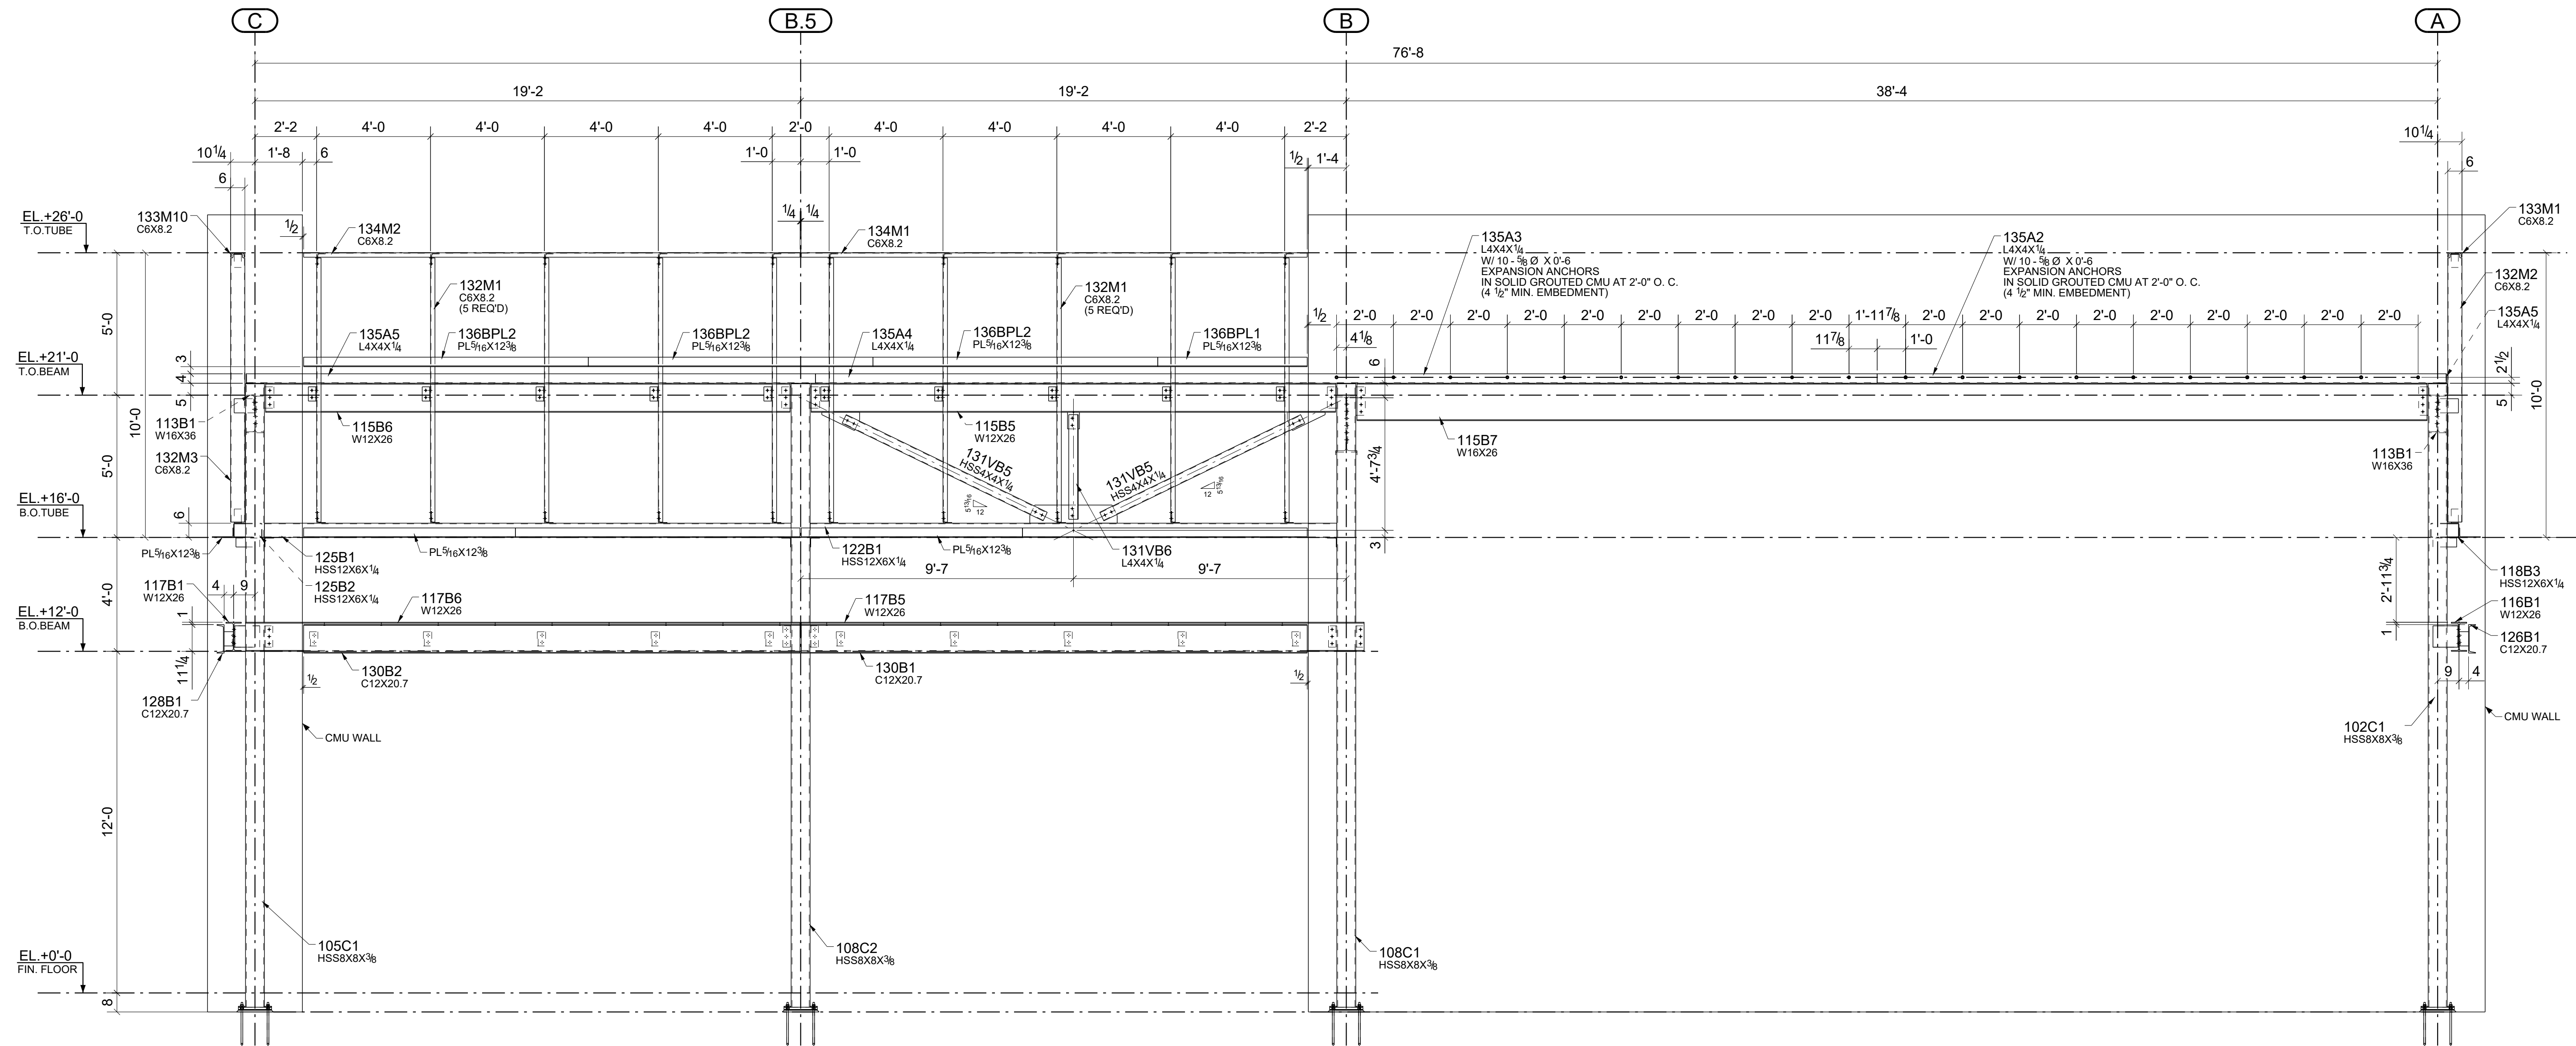 C
B.5
B
A
76'-8
19'-2
19'-2
38'-4
2'-2
4'-0
4'-0
4'-0
4'-0
2'-0
4'-0
4'-0
4'-0
4'-0
2'-2
10 1/4
1'-8
6
1'-0
1'-0
1/2
1'-4
10 1/4
6
6
EL.+26'-0
T.O.TUBE
133M10
C6X8.2
1/2
134M2
C6X8.2
1/4
1/4
134M1
C6X8.2
135A3
L4X4X1/4
W/ 10 - 5/8 Ø X 0'-6
EXPANSION ANCHORS
IN SOLID GROUTED CMU AT 2'-0" O. C.
(4 1/2" MIN. EMBEDMENT)
135A2
L4X4X1/4
W/ 10 - 5/8 Ø X 0'-6
EXPANSION ANCHORS
IN SOLID GROUTED CMU AT 2'-0" O. C.
(4 1/2" MIN. EMBEDMENT)
133M1
C6X8.2
132M2
C6X8.2
135A5
L4X4X1/4
132M1
C6X8.2
(5 REQ'D)
132M1
C6X8.2
(5 REQ'D)
5'-0
1/2
2'-0
2'-0
2'-0
2'-0
2'-0
2'-0
2'-0
2'-0
2'-0
1'-11 7/8
2'-0
2'-0
2'-0
2'-0
2'-0
2'-0
2'-0
2'-0
2'-0
4 1/8
11 7/8
1'-0
135A5
L4X4X1/4
136BPL2
PL5/16X12 3/8
136BPL2
PL5/16X12 3/8
135A4
L4X4X1/4
136BPL2
PL5/16X12 3/8
136BPL1
PL5/16X12 3/8
EL.+21'-0
T.O.BEAM
3
4
5
6
2 1/2
5
10'-0
10'-0
113B1
W16X36
115B6
W12X26
115B5
W12X26
115B7
W16X26
113B1
W16X36
132M3
C6X8.2
5'-0
131VB5
HSS4X4X1/4
131VB5
HSS4X4X1/4
5 13/16
12
5 13/16
12
4'-7 3/4
EL.+16'-0
B.O.TUBE
6
3
PL5/16X12 3/8
125B1
HSS12X6X1/4
125B2
HSS12X6X1/4
PL5/16X12 3/8
122B1
HSS12X6X1/4
PL5/16X12 3/8
131VB6
L4X4X1/4
9'-7
9'-7
2'-11 3/4
118B3
HSS12X6X1/4
116B1
W12X26
126B1
C12X20.7
1
9
4
4'-0
117B1
W12X26
4
9
117B6
W12X26
117B5
W12X26
EL.+12'-0
B.O.BEAM
1
11 1/4
128B1
C12X20.7
1/2
130B2
C12X20.7
130B1
C12X20.7
1/2
CMU WALL
CMU WALL
102C1
HSS8X8X3/8
12'-0
105C1
HSS8X8X3/8
108C2
HSS8X8X3/8
108C1
HSS8X8X3/8
EL.+0'-0
FIN. FLOOR
8